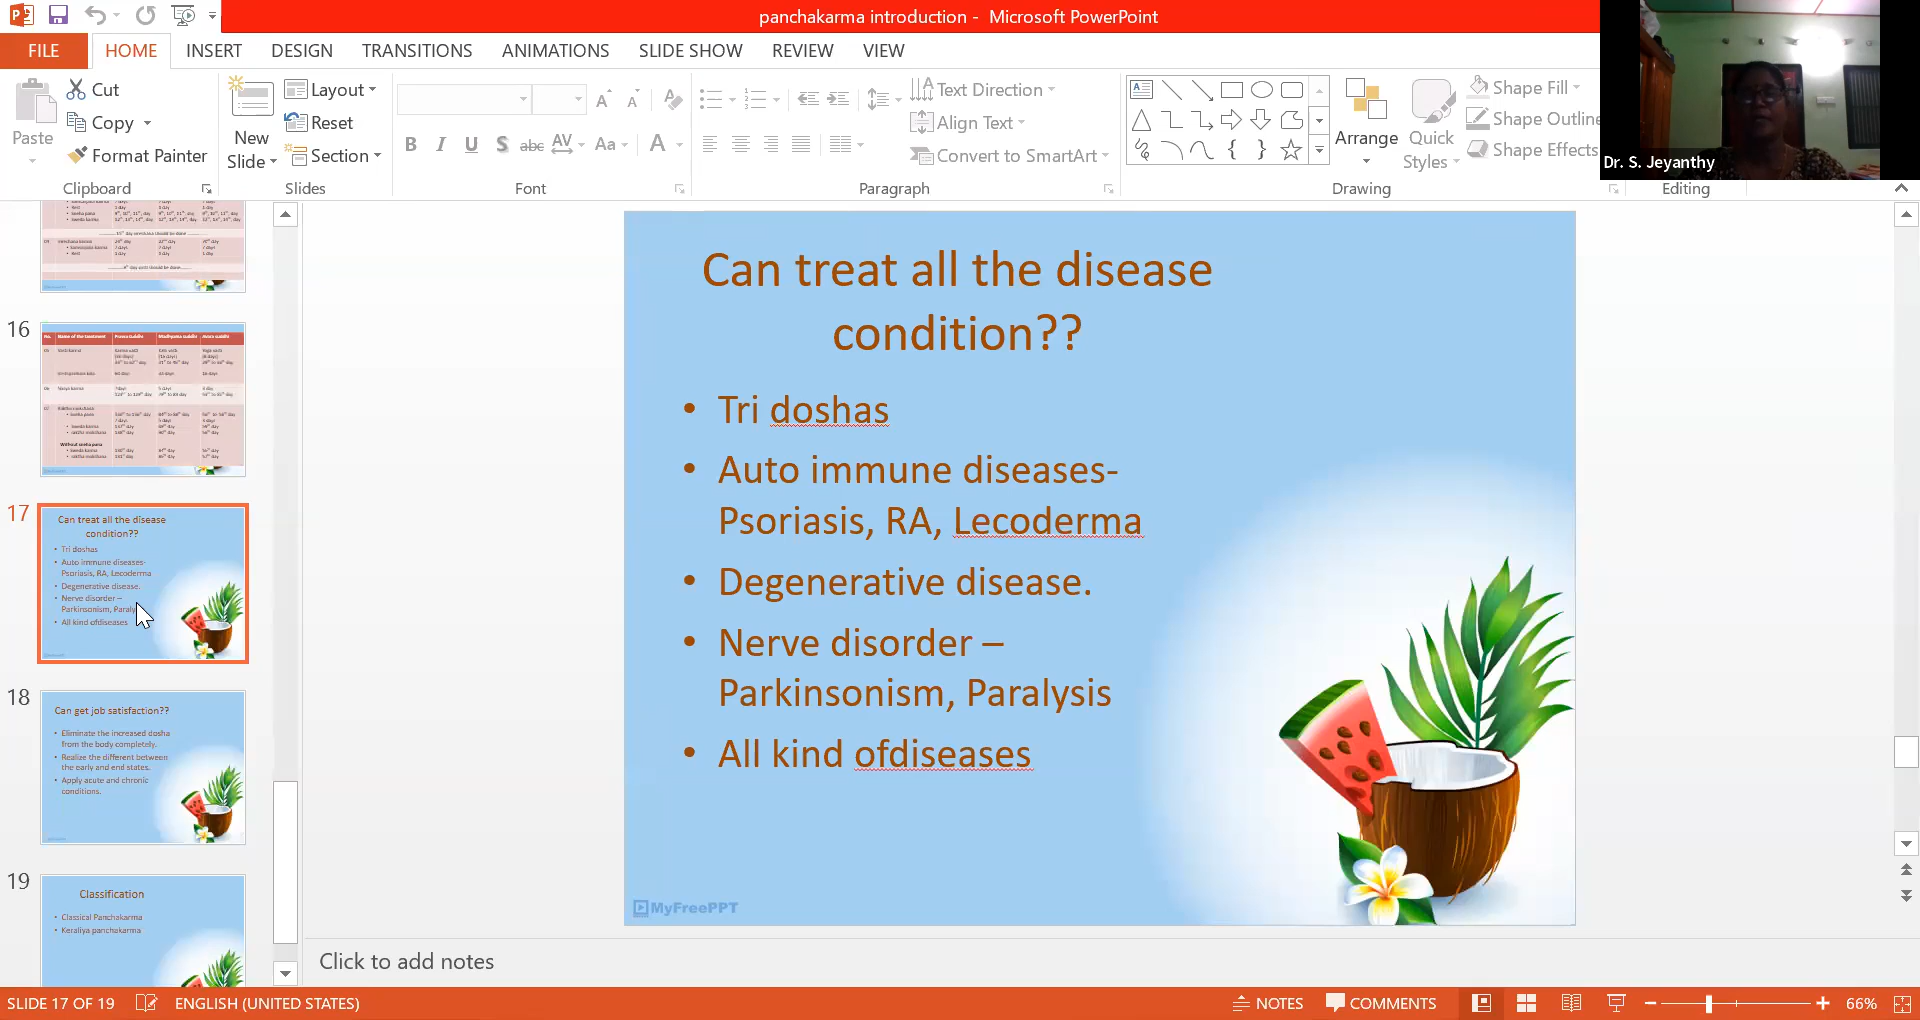 panchakarma introduction - Microsoft PowerPoint
FILE HOME INSERT DESIGN TRANSITIONS ANIMATIONS SLIDE SHOW REVIEW VIEW
Paste
Cut
Copy
Format Painter
Clipboard
New
Slide
Layout
Reset
Section
Slides
Font
Text Direction
Align Text
Convert to SmartArt
Paragraph
Arrange
Quick
Styles
Shape Fill
Shape Outline
Shape Effects
Drawing
Editing
Dr. S. Jeyanthy
16
17
Can treat all the disease
condition??
• Tri doshas
• Auto immune diseases-
Psoriasis, RA, Lecoderma
• Degenerative disease.
• Nerve disorder –
Parkinsonism, Paraly
• All kind ofdiseases
18
Can get job satisfaction??
• Eliminate the increased dosha
from the body completely.
• Realize the different between
the early and end states.
• Apply acute and chronic
conditions.
19
Classification
• Classical Panchakarma
• Keraliya panchakarma
Can treat all the disease
condition??
• Tri doshas
• Auto immune diseases-
Psoriasis, RA, Lecoderma
• Degenerative disease.
• Nerve disorder –
Parkinsonism, Paralysis
• All kind ofdiseases
MyFreePPT
Click to add notes
SLIDE 17 OF 19 ENGLISH (UNITED STATES) NOTES COMMENTS 66%